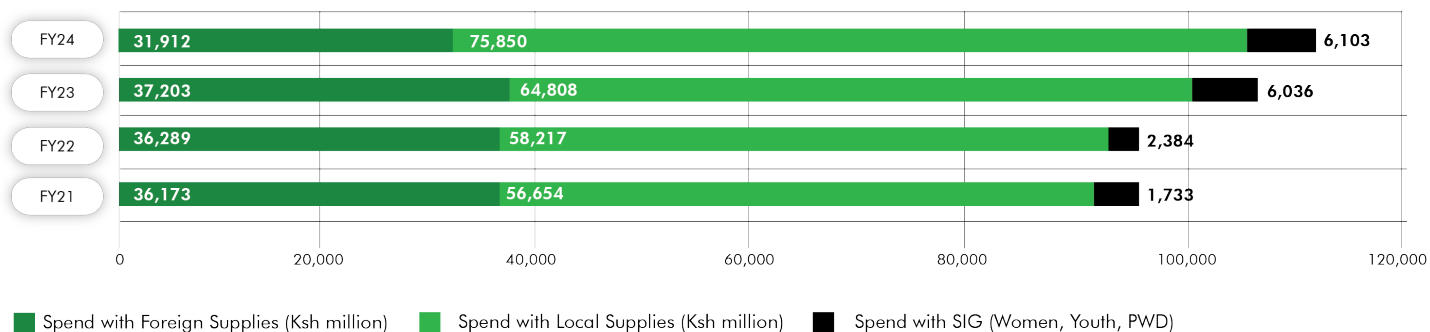 FY24 31,912 75,850 6,103
FY23 37,203 64,808 6,036
FY22 36,289 58,217 2,384
FY21 36,173 56,654 1,733
0 20,000 40,000 60,000 80,000 100,000 120,000
Spend with Foreign Supplies (Ksh million) Spend with Local Supplies (Ksh million) Spend with SIG (Women, Youth, PWD)